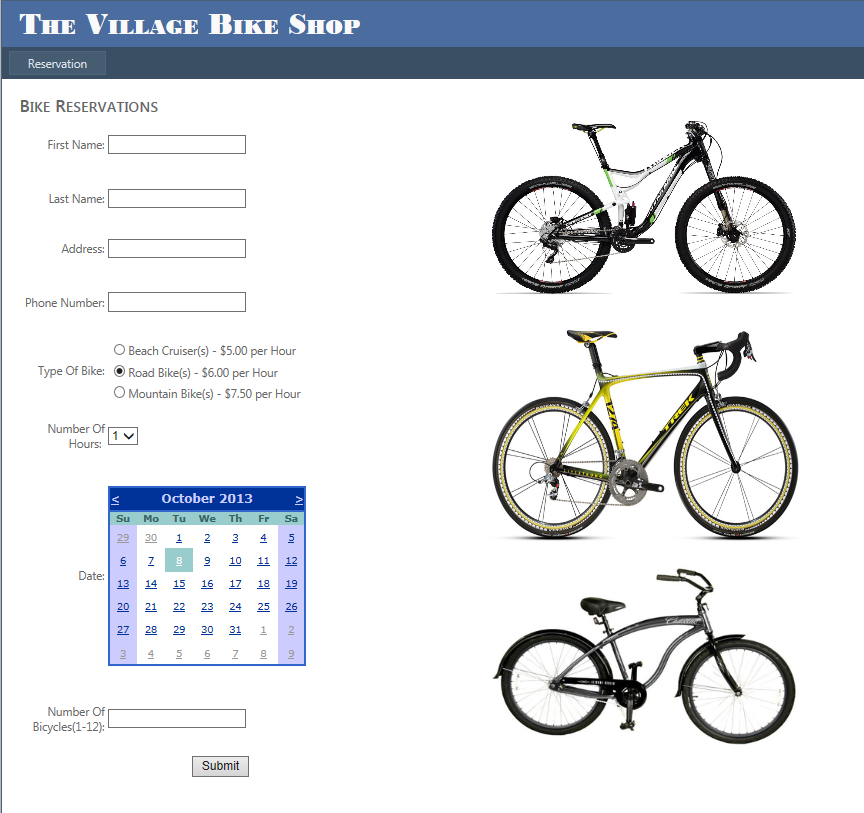 The Village Bike Shop
Reservation
Bike Reservations
First Name:
Last Name:
Address:
Phone Number:
Type Of Bike:
Beach Cruiser(s) - $5.00 per Hour
Road Bike(s) - $6.00 per Hour
Mountain Bike(s) - $7.50 per Hour
Number Of
Hours:
1
Date:
< October 2013 >
Su Mo Tu We Th Fr Sa
29 30 1 2 3 4 5
6 7 8 9 10 11 12
13 14 15 16 17 18 19
20 21 22 23 24 25 26
27 28 29 30 31 1 2
3 4 5 6 7 8 9
Number Of
Bicycles(1-12):
Submit
TREK